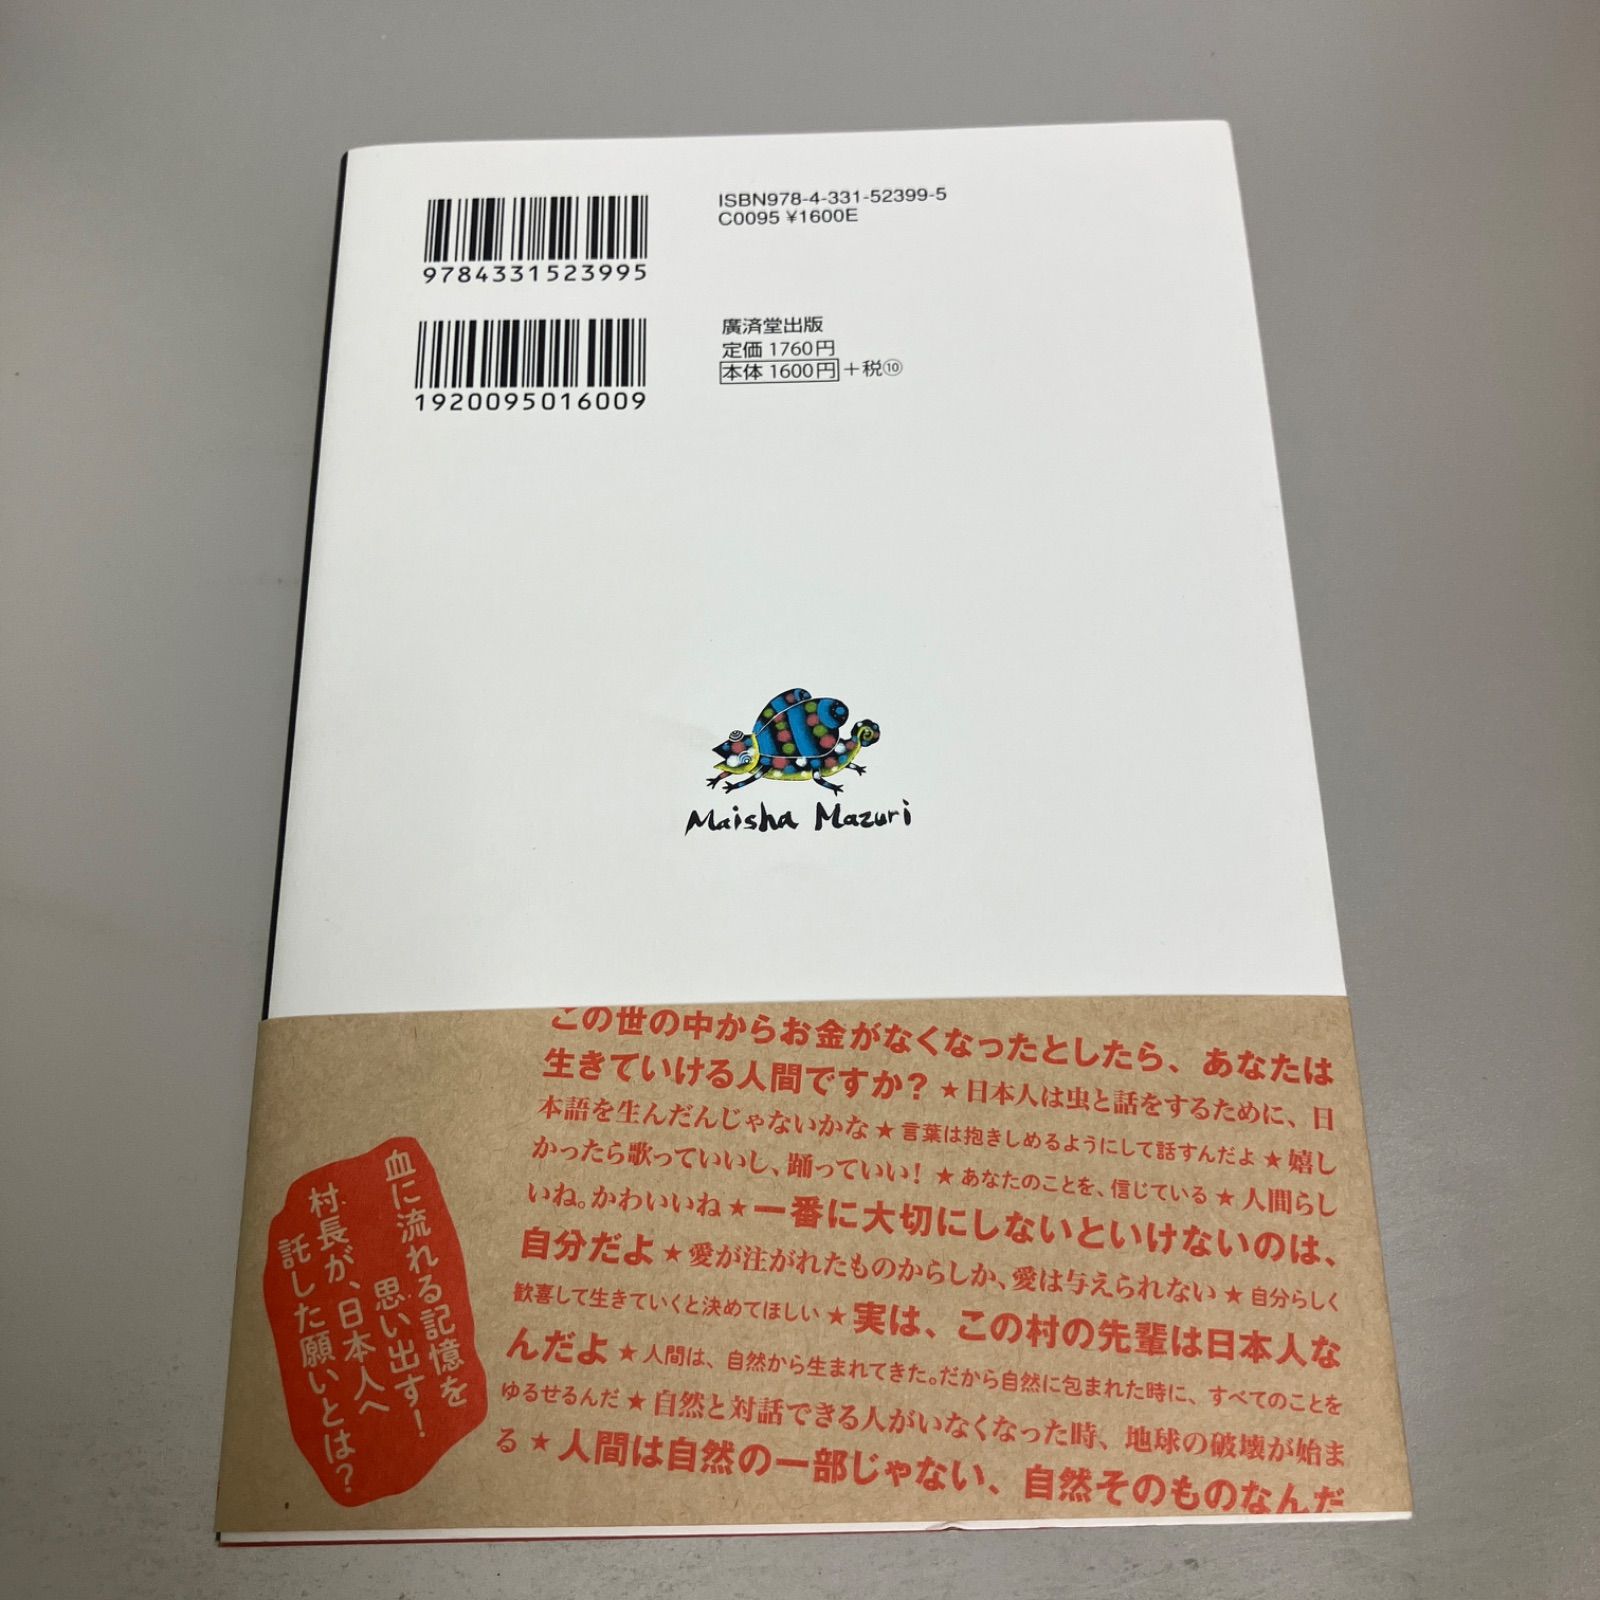 9784331523995
1920095016009
ISBN978-4-331-52399-5
C0095 ¥1600E
廣済堂出版
定価 1760円
本体 1600円+税⑩
Maisha Mazuri
この世の中からお金がなくなったとしたら、あなたは
生きていける人間ですか?★日本人は虫と話をするために、日
本語を生んだんじゃないかな★言葉は抱きしめるようにして話すんだよ★嬉し
かったら歌っていいし、踊っていい!★あなたのことを、信じている★人間らし
いね。かわいいね★一番に大切にしないといけないのは、
自分だよ★愛が注がれたものからしか、愛は与えられない★自分らしく
歓喜して生きていくと決めてほしい★実は、この村の先輩は日本人な
んだよ★人間は、自然から生まれてきた。だから自然に包まれた時に、すべてのことを
ゆるせるんだ★自然と対話できる人がいなくなった時、地球の破壊が始ま
る★人間は自然の一部じゃない、自然そのものなんだ
血に流れる記憶を
思い出す!
村長が、日本人へ
託した願いとは?